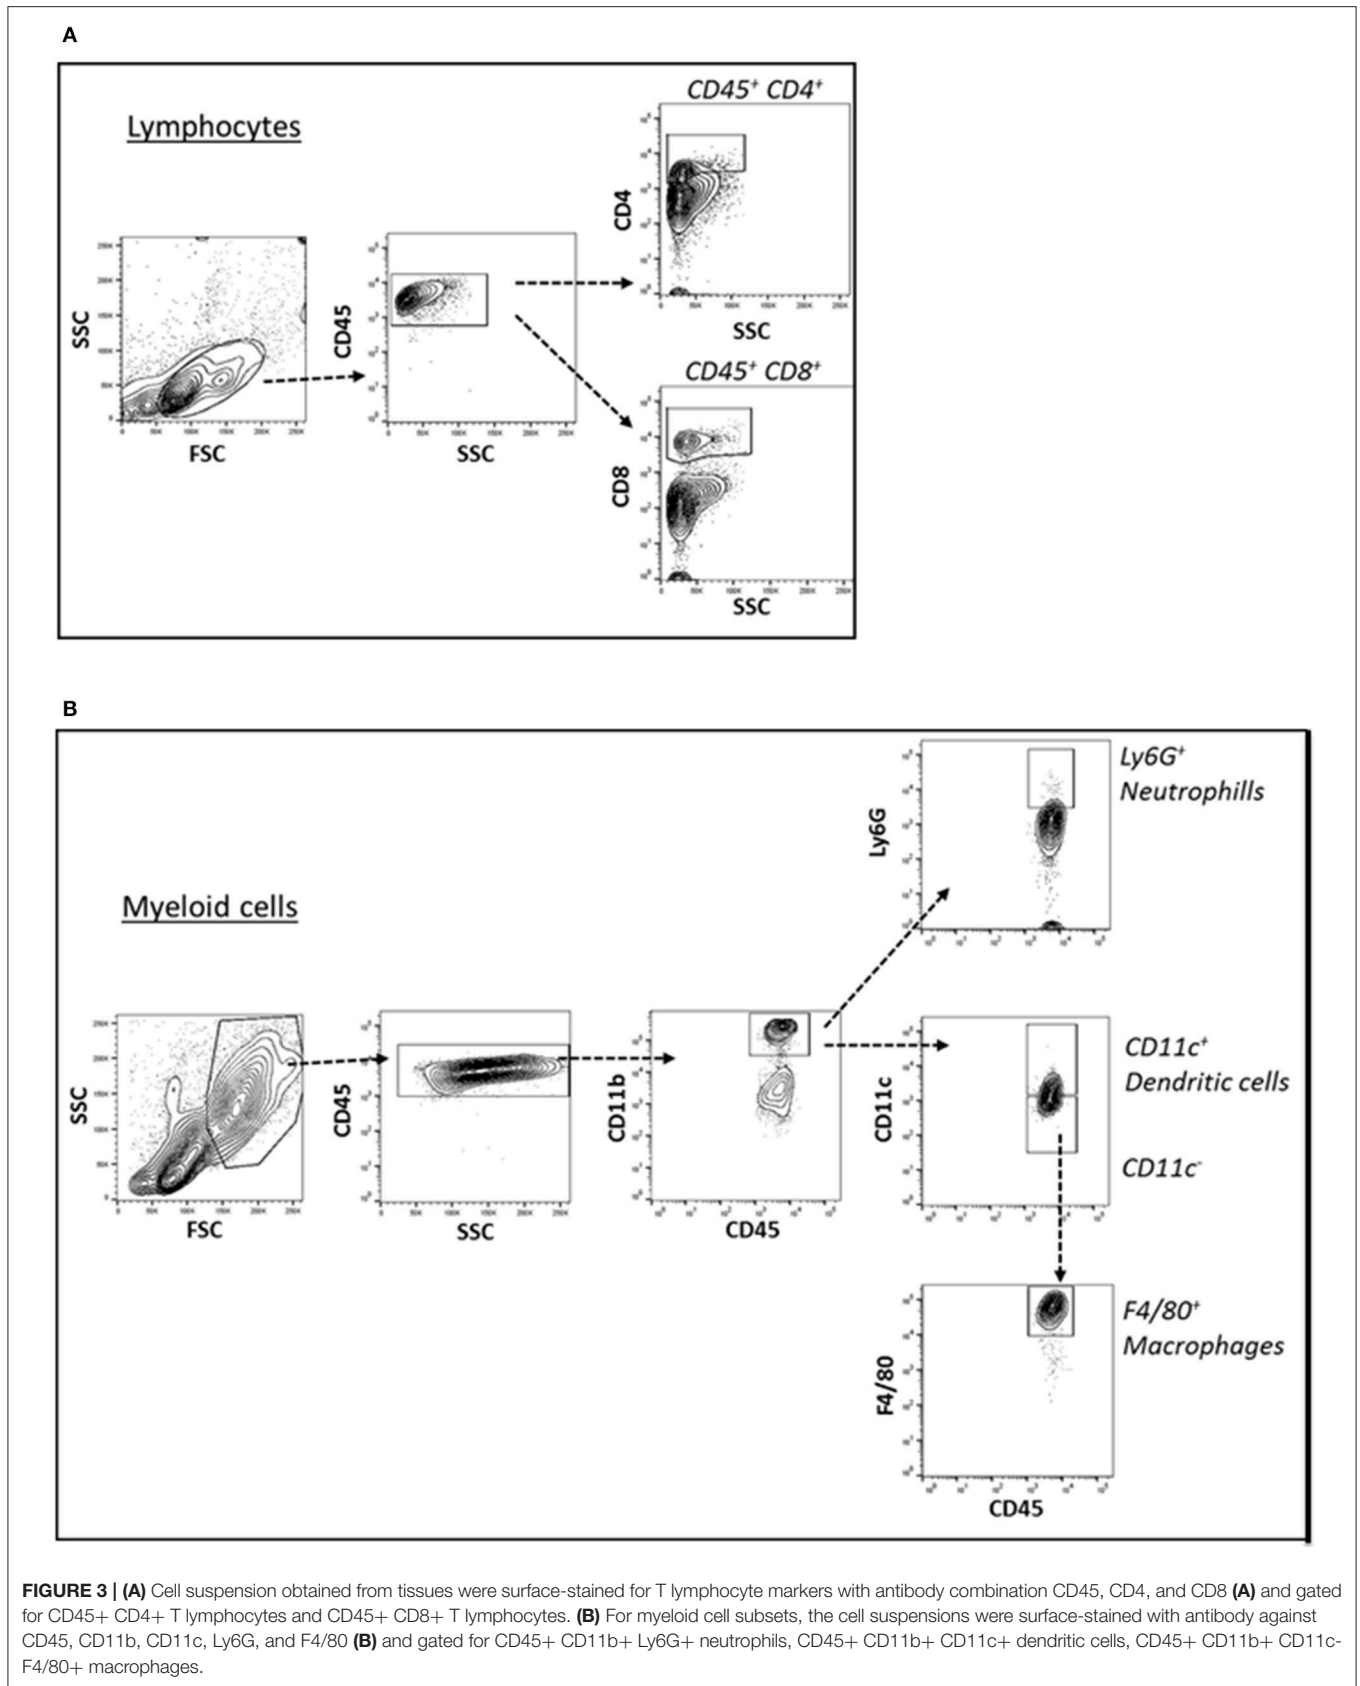 A
Lymphocytes
CD45+ CD4+
CD4
SSC
SSC
FSC
CD45
SSC
CD45+ CD8+
CD8
SSC
B
Myeloid cells
Ly6G+
Neutrophills
Ly6G
SSC
FSC
CD45
SSC
CD11b
CD45
CD11c
CD11c+
Dendritic cells
CD11c-
F4/80
F4/80+
Macrophages
CD45
FIGURE 3 | (A) Cell suspension obtained from tissues were surface-stained for T lymphocyte markers with antibody combination CD45, CD4, and CD8 (A) and gated
for CD45+ CD4+ T lymphocytes and CD45+ CD8+ T lymphocytes. (B) For myeloid cell subsets, the cell suspensions were surface-stained with antibody against
CD45, CD11b, CD11c, Ly6G, and F4/80 (B) and gated for CD45+ CD11b+ Ly6G+ neutrophils, CD45+ CD11b+ CD11c+ dendritic cells, CD45+ CD11b+ CD11c-
F4/80+ macrophages.